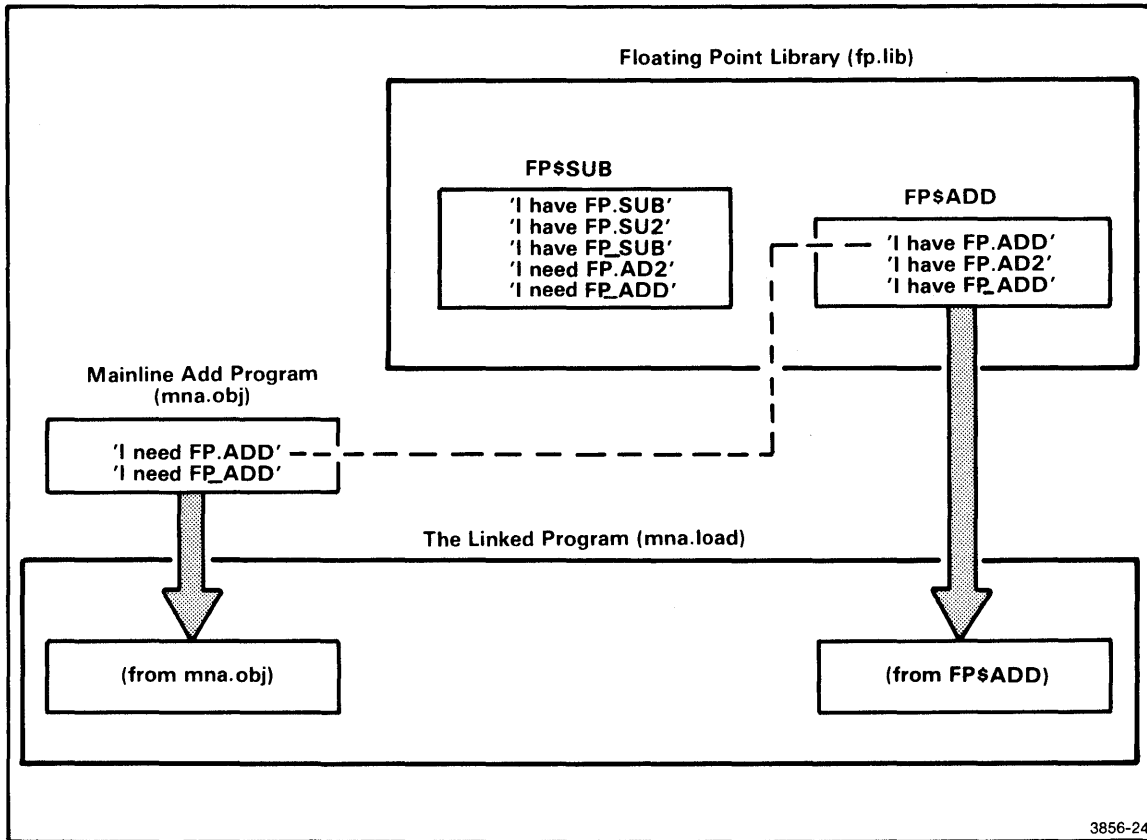 Floating Point Library (fp.lib)
FP$SUB
'I have FP.SUB'
'I have FP.SU2'
'I have FP_SUB'
'I need FP.AD2'
'I need FP_ADD'
FP$ADD
'I have FP.ADD'
'I have FP.AD2'
'I have FP_ADD'
Mainline Add Program
(mna.obj)
'I need FP.ADD'
'I need FP_ADD'
The Linked Program (mna.load)
(from mna.obj)
(from FP$ADD)
3856-24